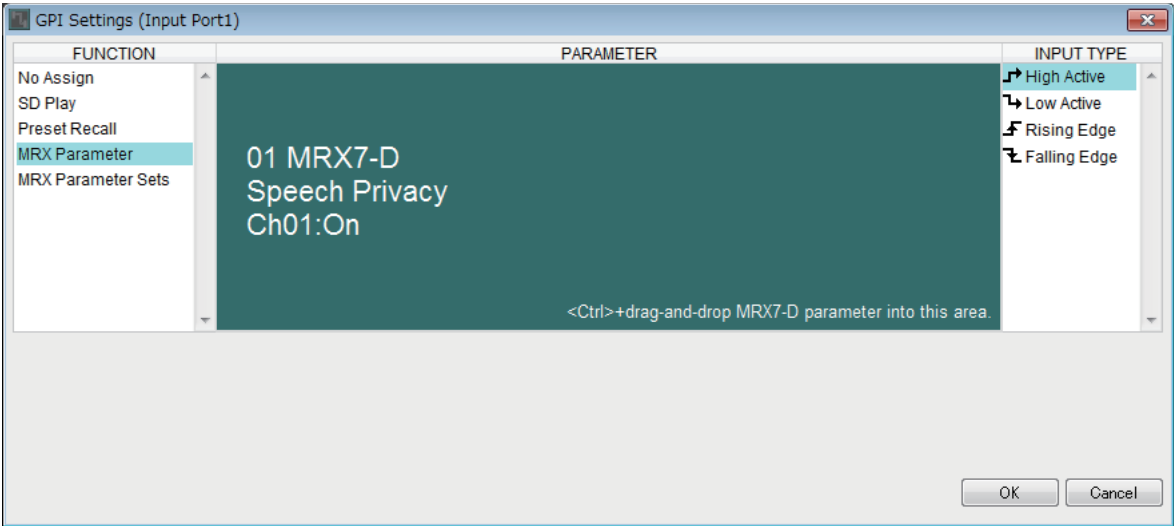 GPI Settings (Input Port1)
FUNCTION
PARAMETER
INPUT TYPE
No Assign
SD Play
Preset Recall
MRX Parameter
MRX Parameter Sets
01 MRX7-D
Speech Privacy
Ch01:On
<Ctrl>+drag-and-drop MRX7-D parameter into this area.
High Active
Low Active
Rising Edge
Falling Edge
OK
Cancel